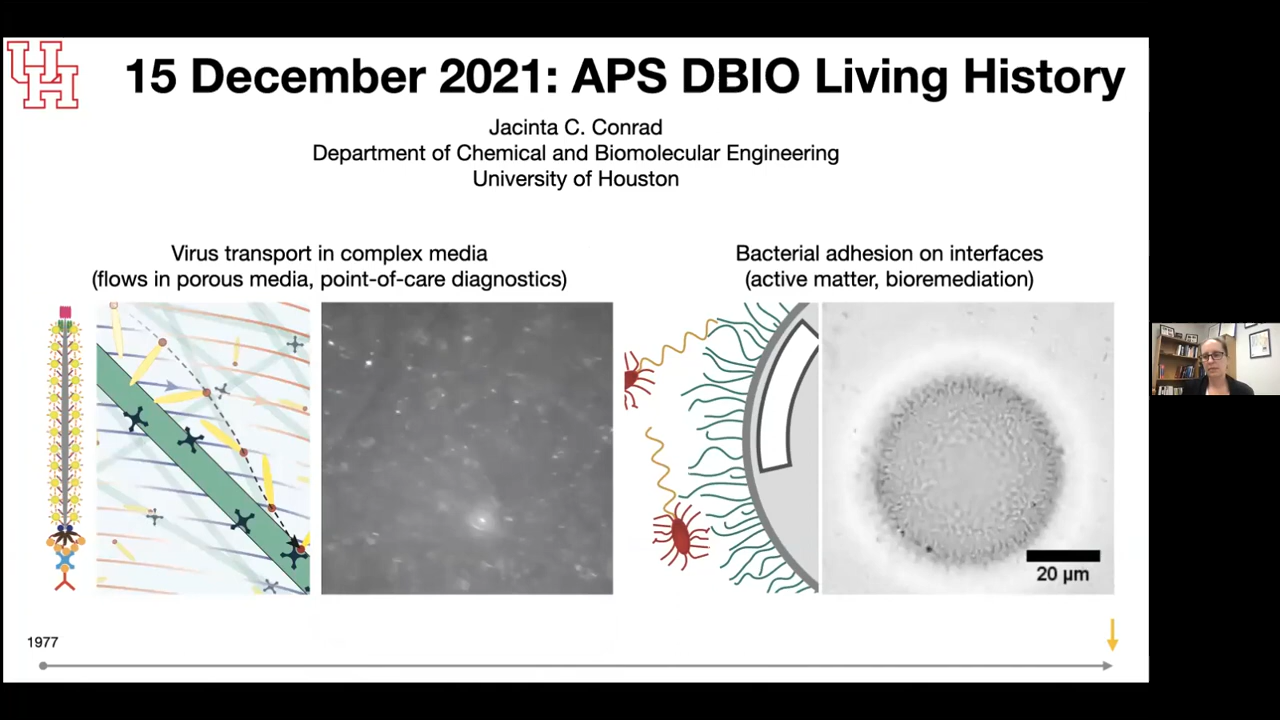 UH
15 December 2021: APS DBIO Living History
Jacinta C. Conrad
Department of Chemical and Biomolecular Engineering
University of Houston
Virus transport in complex media
(flows in porous media, point-of-care diagnostics)
Bacterial adhesion on interfaces
(active matter, bioremediation)
20 µm
1977